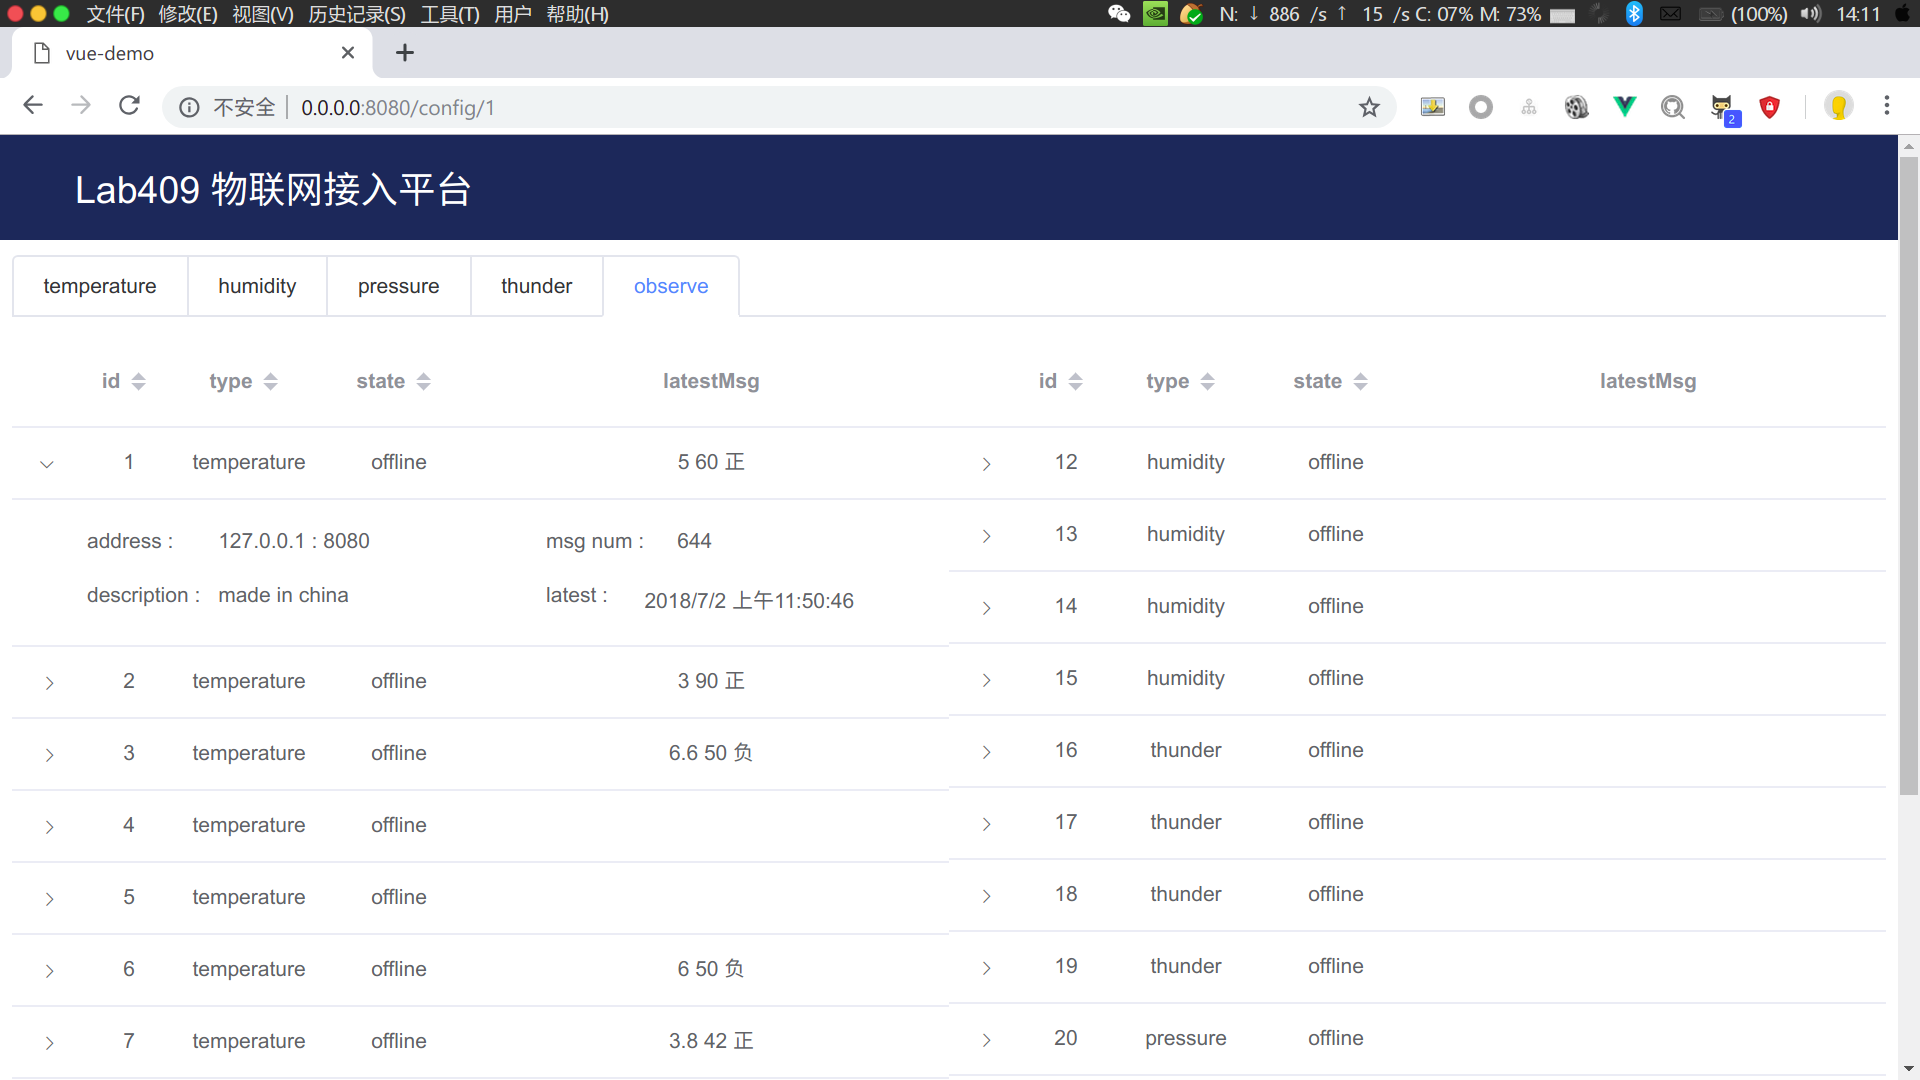 文件(F) 修改(E) 视图(V) 历史记录(S) 工具(T) 用户 帮助(H) N: ↓ 886 /s ↑ 15 /s C: 07% M: 73% (100%) 14:11
vue-demo
不安全 0.0.0.0:8080/config/1 2
Lab409 物联网接入平台
temperature humidity pressure thunder observe
id type state latestMsg id type state latestMsg
1 temperature offline 5 60 正 12 humidity offline
address : 127.0.0.1 : 8080 msg num : 644 13 humidity offline
description : made in china latest : 2018/7/2 上午11:50:46 14 humidity offline
2 temperature offline 3 90 正 15 humidity offline
3 temperature offline 6.6 50 负 16 thunder offline
4 temperature offline 17 thunder offline
5 temperature offline 18 thunder offline
6 temperature offline 6 50 负 19 thunder offline
7 temperature offline 3.8 42 正 20 pressure offline